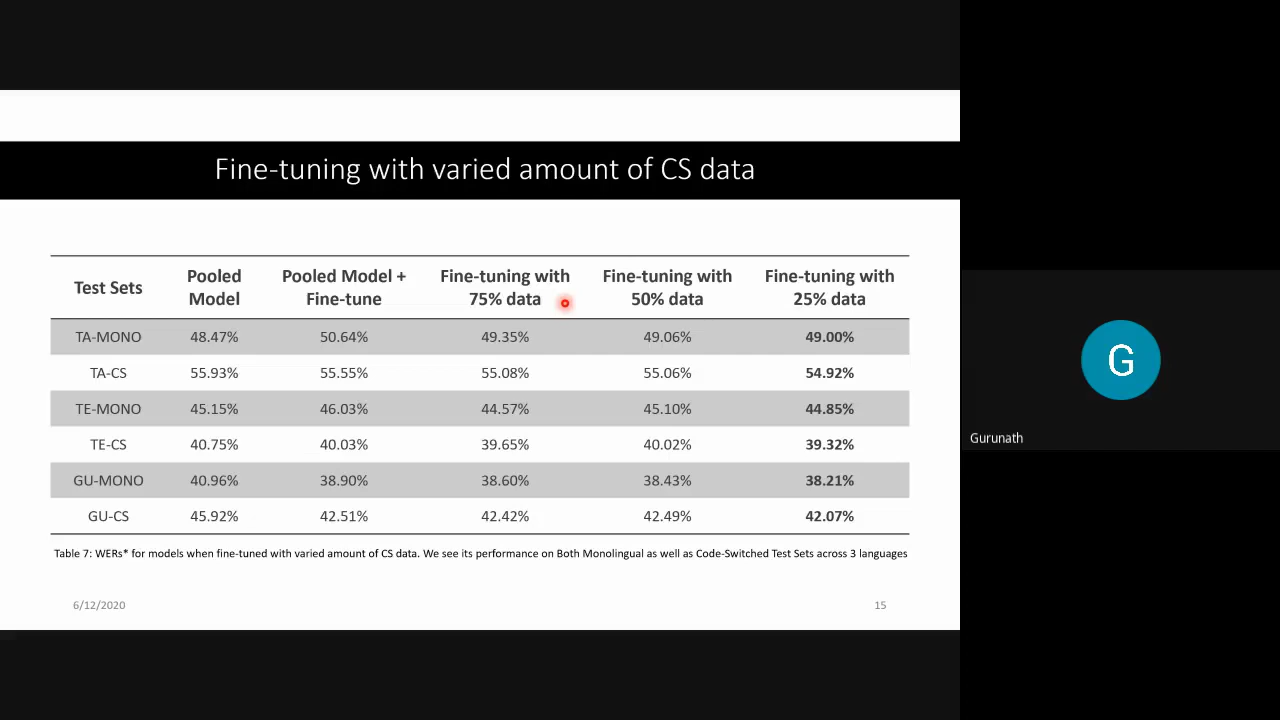 Fine-tuning with varied amount of CS data
Test Sets Pooled Model Pooled Model + Fine-tune Fine-tuning with 75% data Fine-tuning with 50% data Fine-tuning with 25% data
TA-MONO 48.47% 50.64% 49.35% 49.06% 49.00%
TA-CS 55.93% 55.55% 55.08% 55.06% 54.92%
TE-MONO 45.15% 46.03% 44.57% 45.10% 44.85%
TE-CS 40.75% 40.03% 39.65% 40.02% 39.32%
GU-MONO 40.96% 38.90% 38.60% 38.43% 38.21%
GU-CS 45.92% 42.51% 42.42% 42.49% 42.07%
Table 7: WERs* for models when fine-tuned with varied amount of CS data. We see its performance on Both Monolingual as well as Code-Switched Test Sets across 3 languages
6/12/2020 15
G
Gurunath